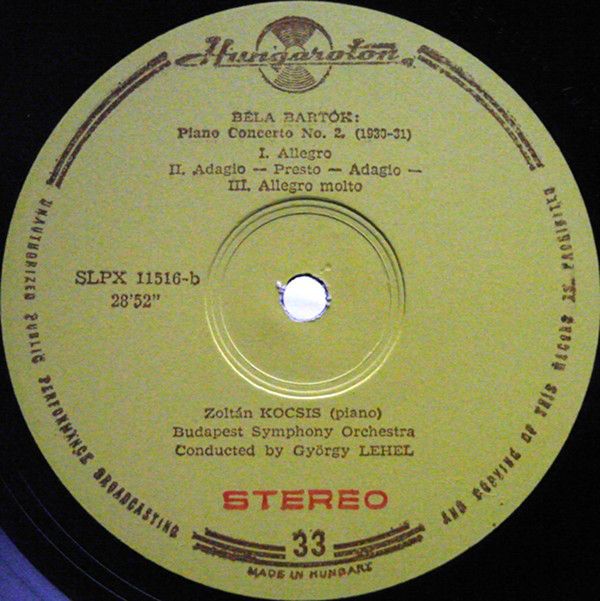 Hungaroton
BÉLA BARTÓK:
Piano Concerto No. 2. (1930-31)
I. Allegro
II. Adagio — Presto — Adagio —
III. Allegro molto
SLPX 11516-b
28'52"
Zoltán KOCSIS (piano)
Budapest Symphony Orchestra
Conducted by György LEHEL
STEREO
33
MADE IN HUNGARY
UNAUTHORIZED PUBLIC PERFORMANCE BROADCASTING AND COPYING OF THIS RECORD IS PROHIBITED